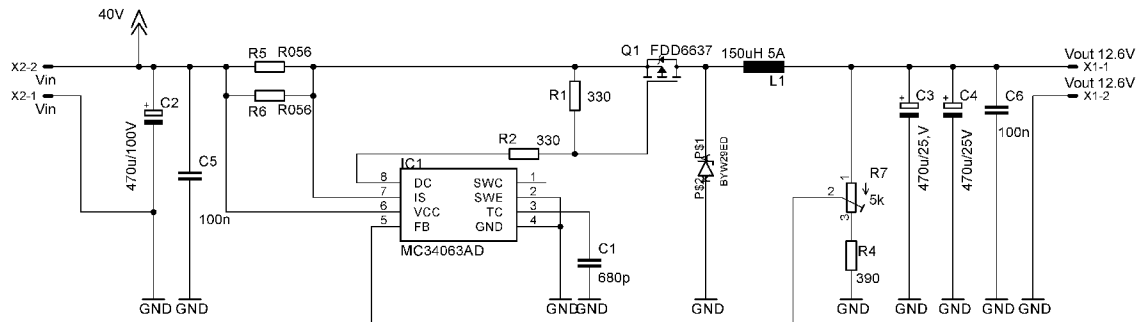 40V
X2-2
Vin
X2-1
Vin
C2
470u/100V
C5
100n
R5 R056
R6 R056
R1
330
R2 330
IC1
8 DC SWC 1
7 IS SWE 2
6 VCC TC 3
5 FB GND 4
MC34063AD
C1
680p
Q1 FDD6637
P$1
P$2
BYW29ED
150uH 5A
L1
1
2
3
R7
5k
R4
390
C3
470u/25,V
C4
470u/25V
C6
100n
Vout 12.6V
X1-1
Vout 12.6V
X1-2
GND
GND
GND
GND
GND
GND
GND
GND
GND
GND